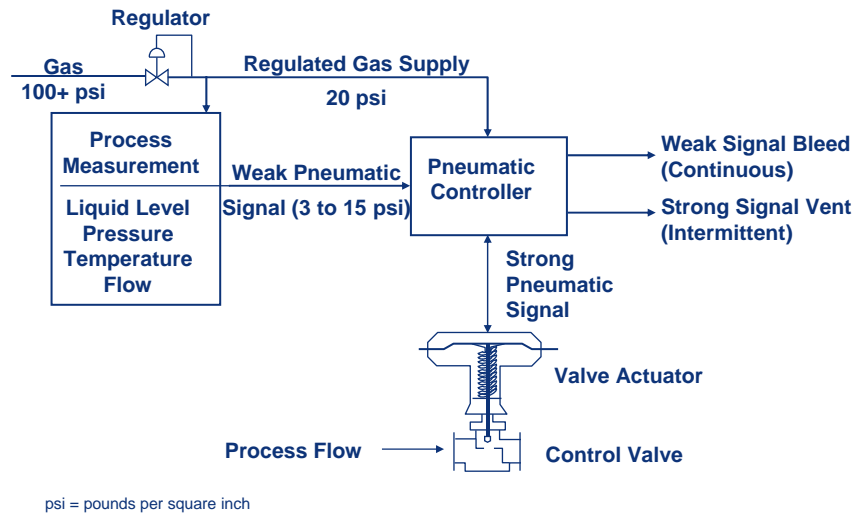 Regulator
Gas
100+ psi
Regulated Gas Supply
20 psi
Process
Measurement
Liquid Level
Pressure
Temperature
Flow
Weak Pneumatic
Signal (3 to 15 psi)
Pneumatic
Controller
Weak Signal Bleed
(Continuous)
Strong Signal Vent
(Intermittent)
Strong
Pneumatic
Signal
Valve Actuator
Process Flow
Control Valve
psi = pounds per square inch